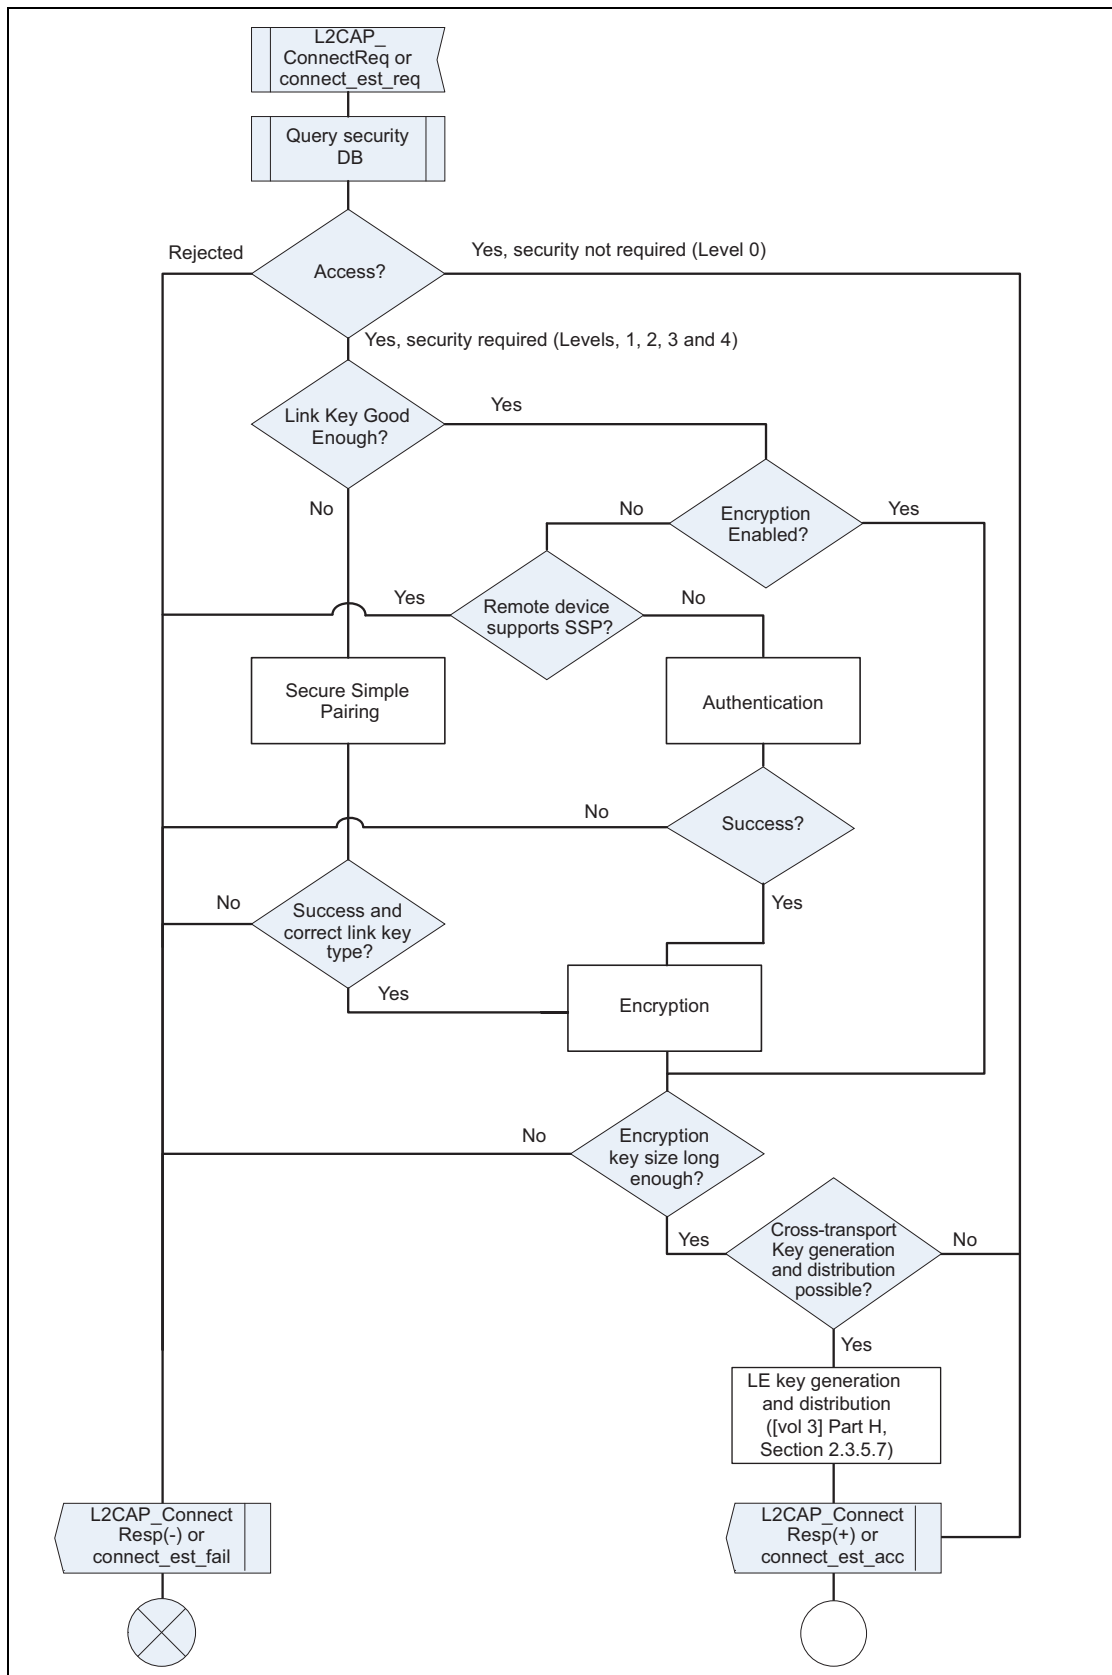 L2CAP_
ConnectReq or
connect_est_req
Query security
DB
Rejected
Yes, security not required (Level 0)
Access?
Yes, security required (Levels, 1, 2, 3 and 4)
Link Key Good
Enough?
Yes
No
No
Encryption
Enabled?
Yes
Yes
Remote device
supports SSP?
No
Secure Simple
Pairing
Authentication
No
Success?
No
Success and
correct link key
type?
Yes
Yes
Encryption
No
Encryption
key size long
enough?
Yes
Cross-transport
Key generation
and distribution
possible?
No
Yes
LE key generation
and distribution
([vol 3] Part H,
Section 2.3.5.7)
L2CAP_Connect
Resp(-) or
connect_est_fail
L2CAP_Connect
Resp(+) or
connect_est_acc